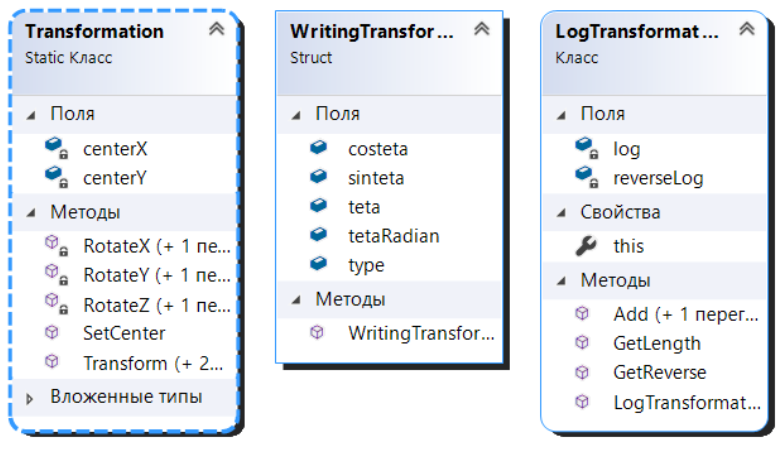 Transformation
Static Класс
Поля
centerX
centerY
Методы
RotateX (+ 1 пе...
RotateY (+ 1 пе...
RotateZ (+ 1 пе...
SetCenter
Transform (+ 2...
Вложенные типы
WritingTransfor...
Struct
Поля
costeta
sinteta
teta
tetaRadian
type
Методы
WritingTransfor...
LogTransformat...
Класс
Поля
log
reverseLog
Свойства
this
Методы
Add (+ 1 перег...
GetLength
GetReverse
LogTransformat...